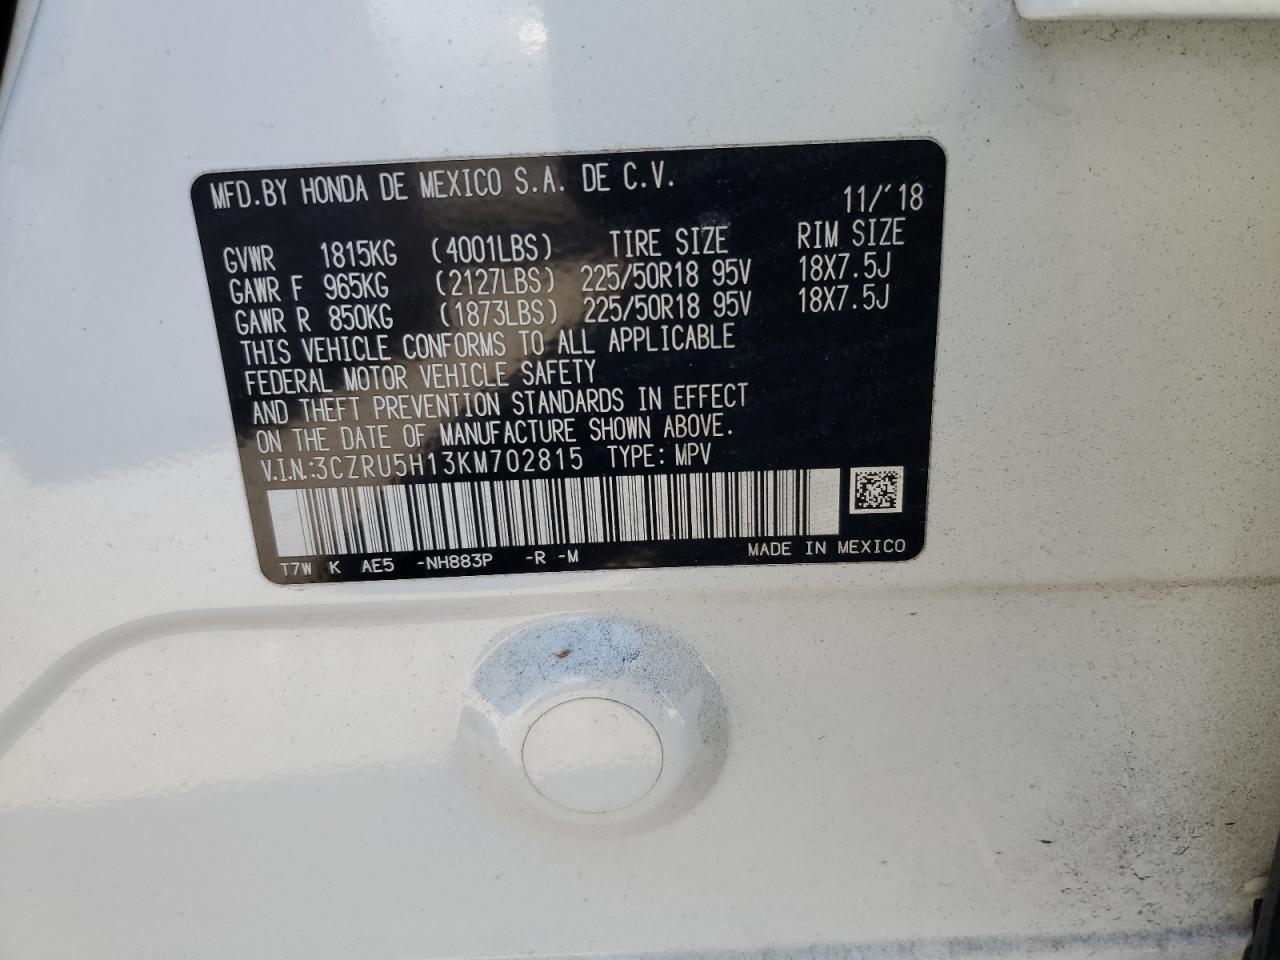 MFD.BY HONDA DE MEXICO S.A. DE C.V.
11/'18
GVWR 1815KG (4001LBS) TIRE SIZE RIM SIZE
GAWR F 965KG (2127LBS) 225/50R18 95V 18X7.5J
GAWR R 850KG (1873LBS) 225/50R18 95V 18X7.5J
THIS VEHICLE CONFORMS TO ALL APPLICABLE
FEDERAL MOTOR VEHICLE SAFETY
AND THEFT PREVENTION STANDARDS IN EFFECT
ON THE DATE OF MANUFACTURE SHOWN ABOVE.
V.I.N.:3CZRU5H13KM702815 TYPE:MPV
T7W K AE5 -NH883P -R -M MADE IN MEXICO